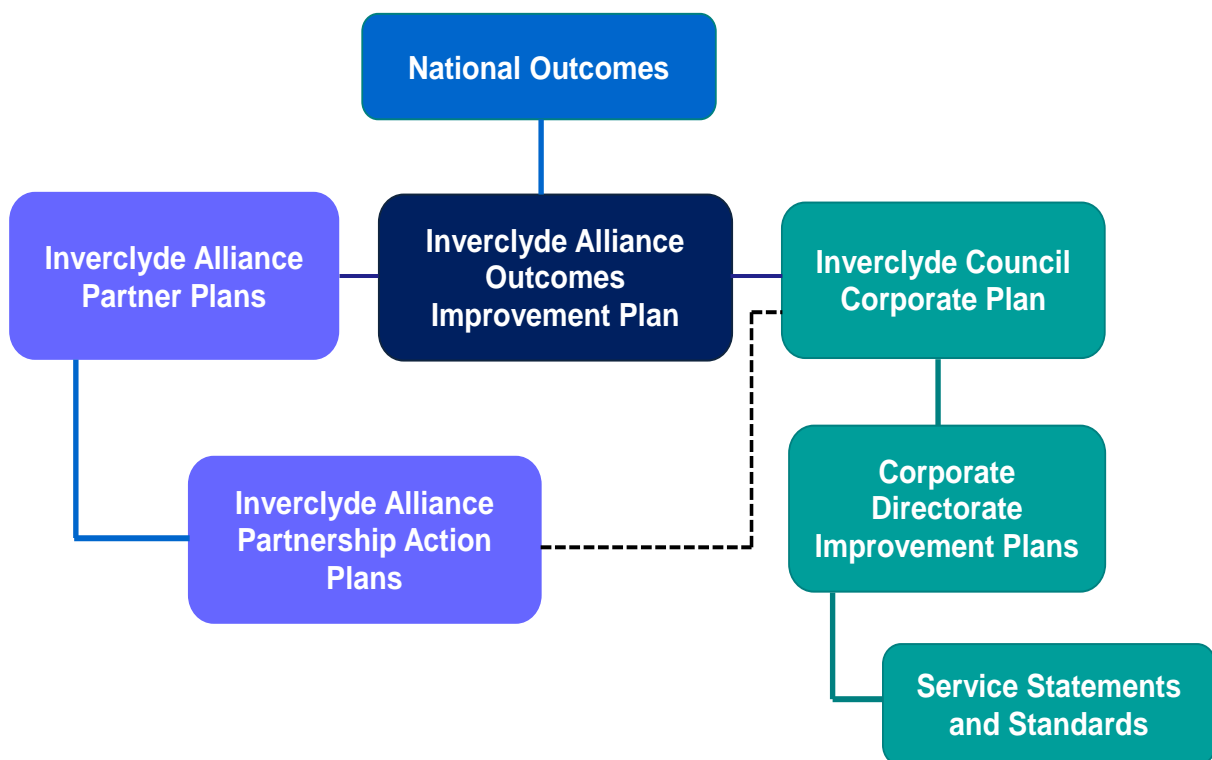 National Outcomes
Inverclyde Alliance
Partner Plans
Inverclyde Alliance
Outcomes
Improvement Plan
Inverclyde Council
Corporate Plan
Inverclyde Alliance
Partnership Action
Plans
Corporate
Directorate
Improvement Plans
Service Statements
and Standards